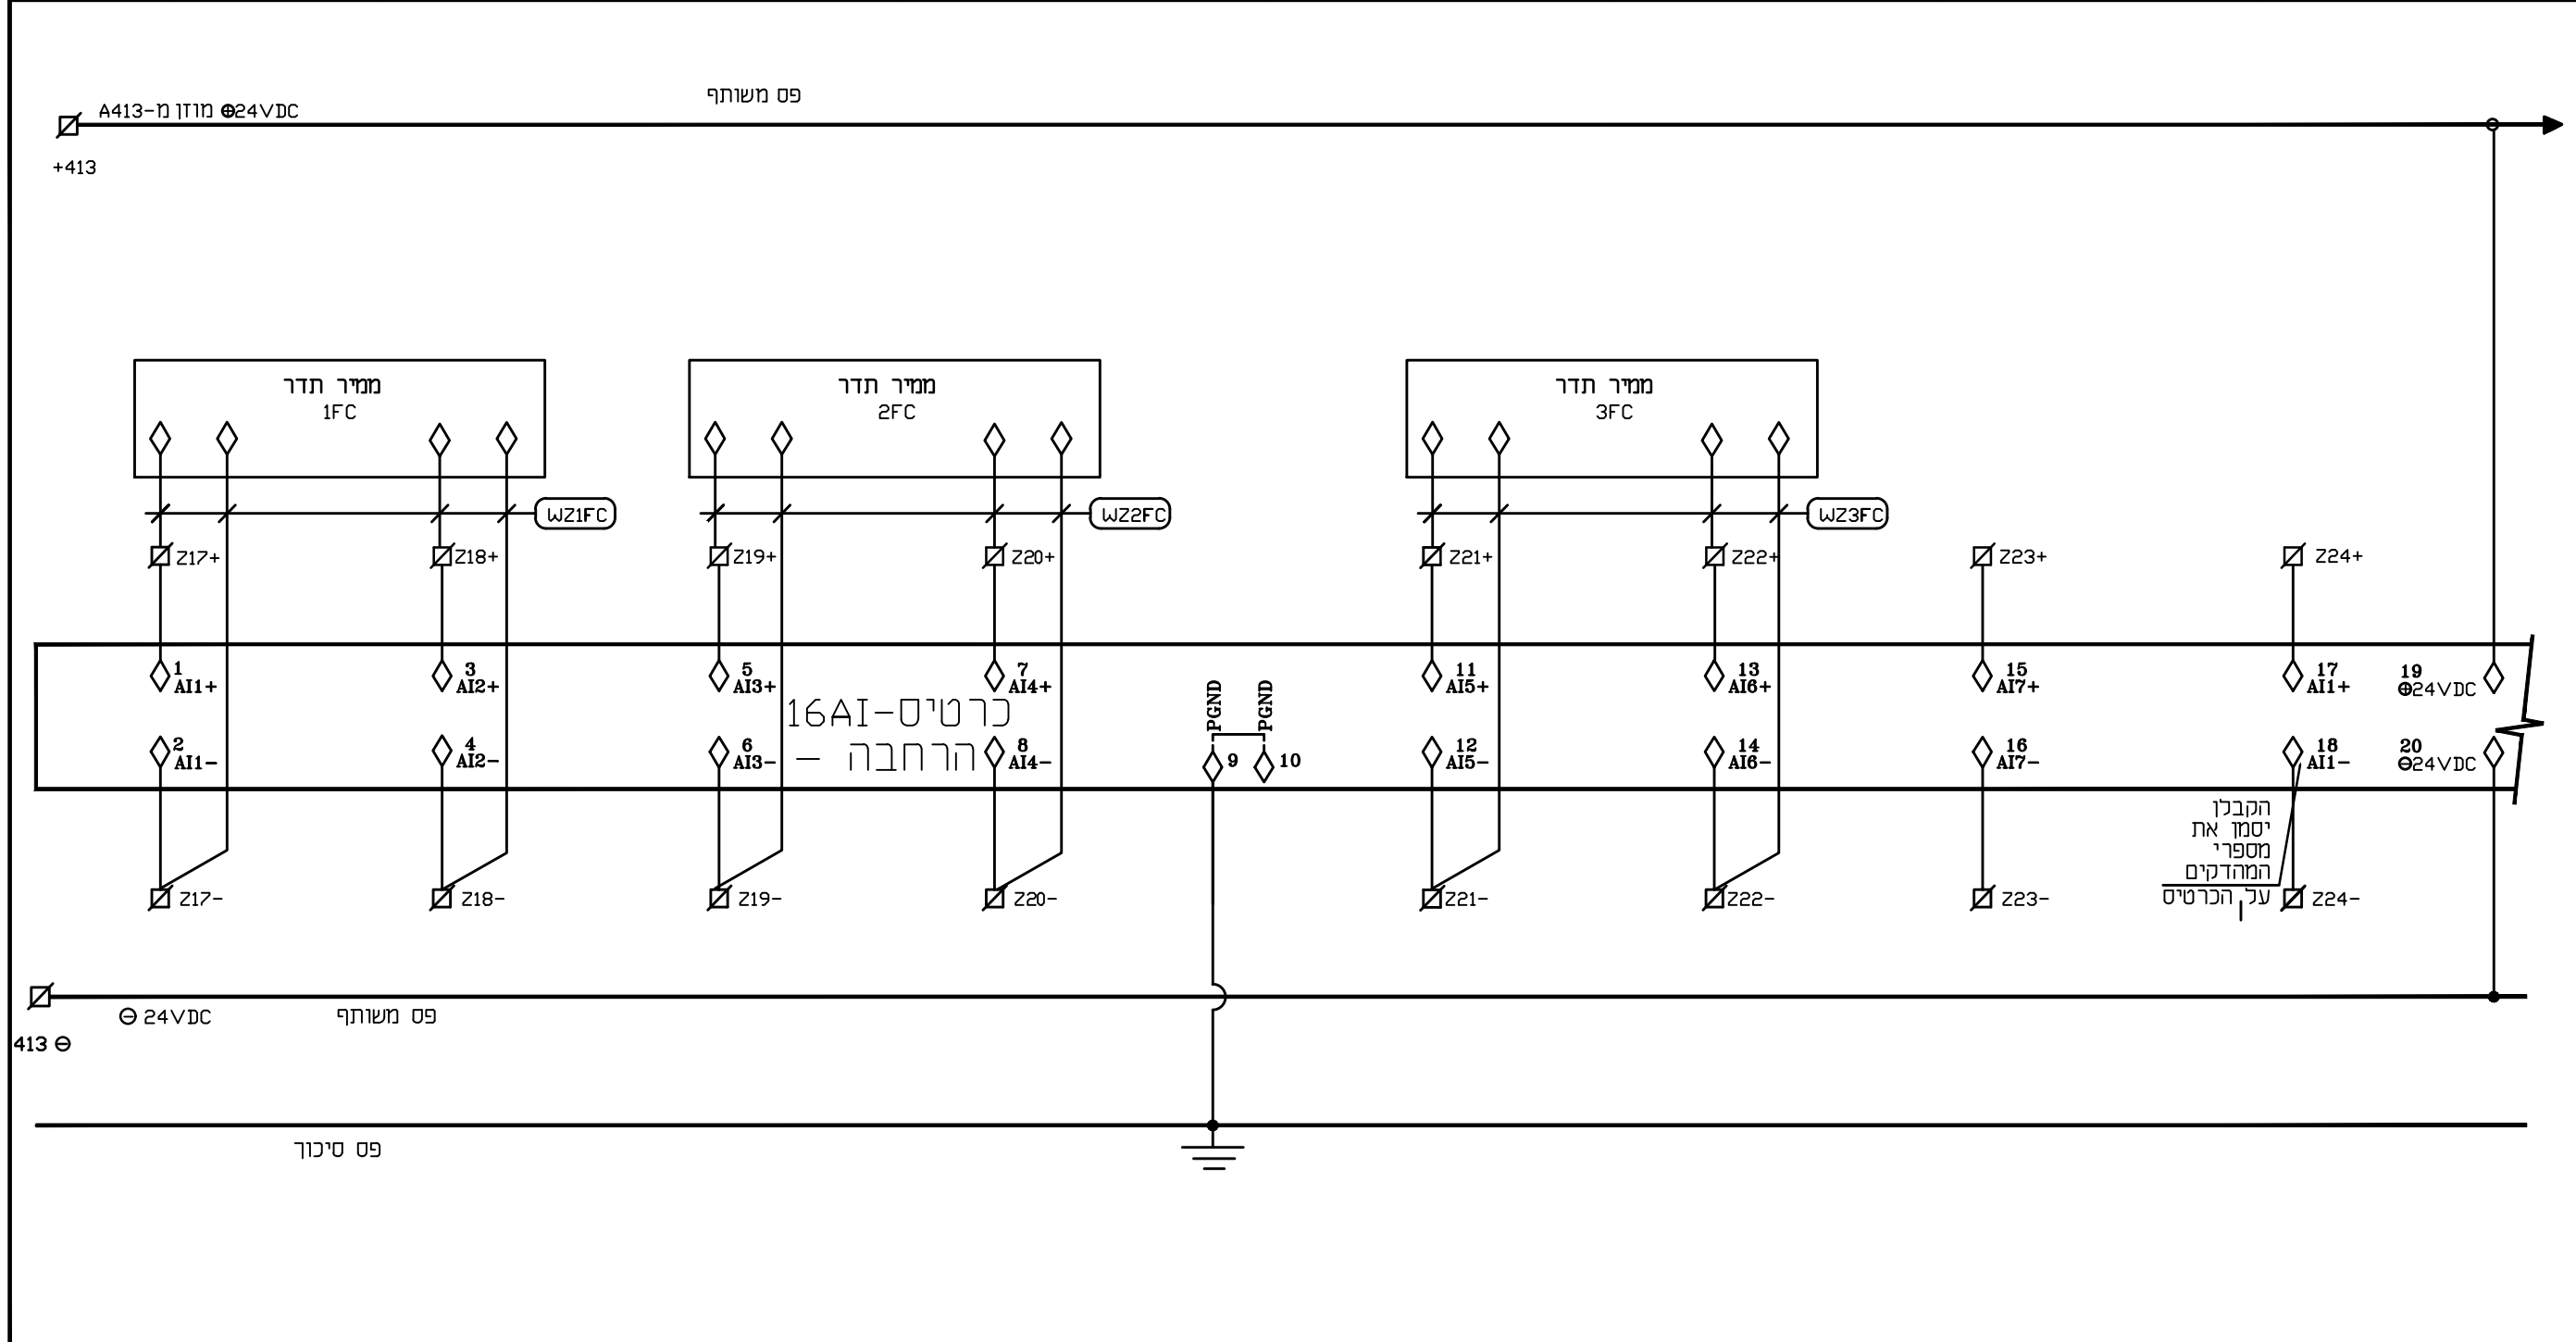 פס משותף
A413-מוזן מ ⊕24VDC
+413
ממיר תדר
1FC
ממיר תדר
2FC
ממיר תדר
3FC
WZ1FC
WZ2FC
WZ3FC
Z17+
Z18+
Z19+
Z20+
Z21+
Z22+
Z23+
Z24+
1
AI1+
3
AI2+
5
AI3+
7
AI4+
11
AI5+
13
AI6+
15
AI7+
17
AI1+
19
⊕24VDC
PGND
PGND
כרטיס-16AI
הרחבה -
2
AI1-
4
AI2-
6
AI3-
8
AI4-
9
10
12
AI5-
14
AI6-
16
AI7-
18
AI1-
20
⊖24VDC
הקבלן
יסמן את
מספרי
המהדקים
על הכרטיס
Z17-
Z18-
Z19-
Z20-
Z21-
Z22-
Z23-
Z24-
⊖ 24VDC
פס משותף
413 ⊖
פס סיכוך